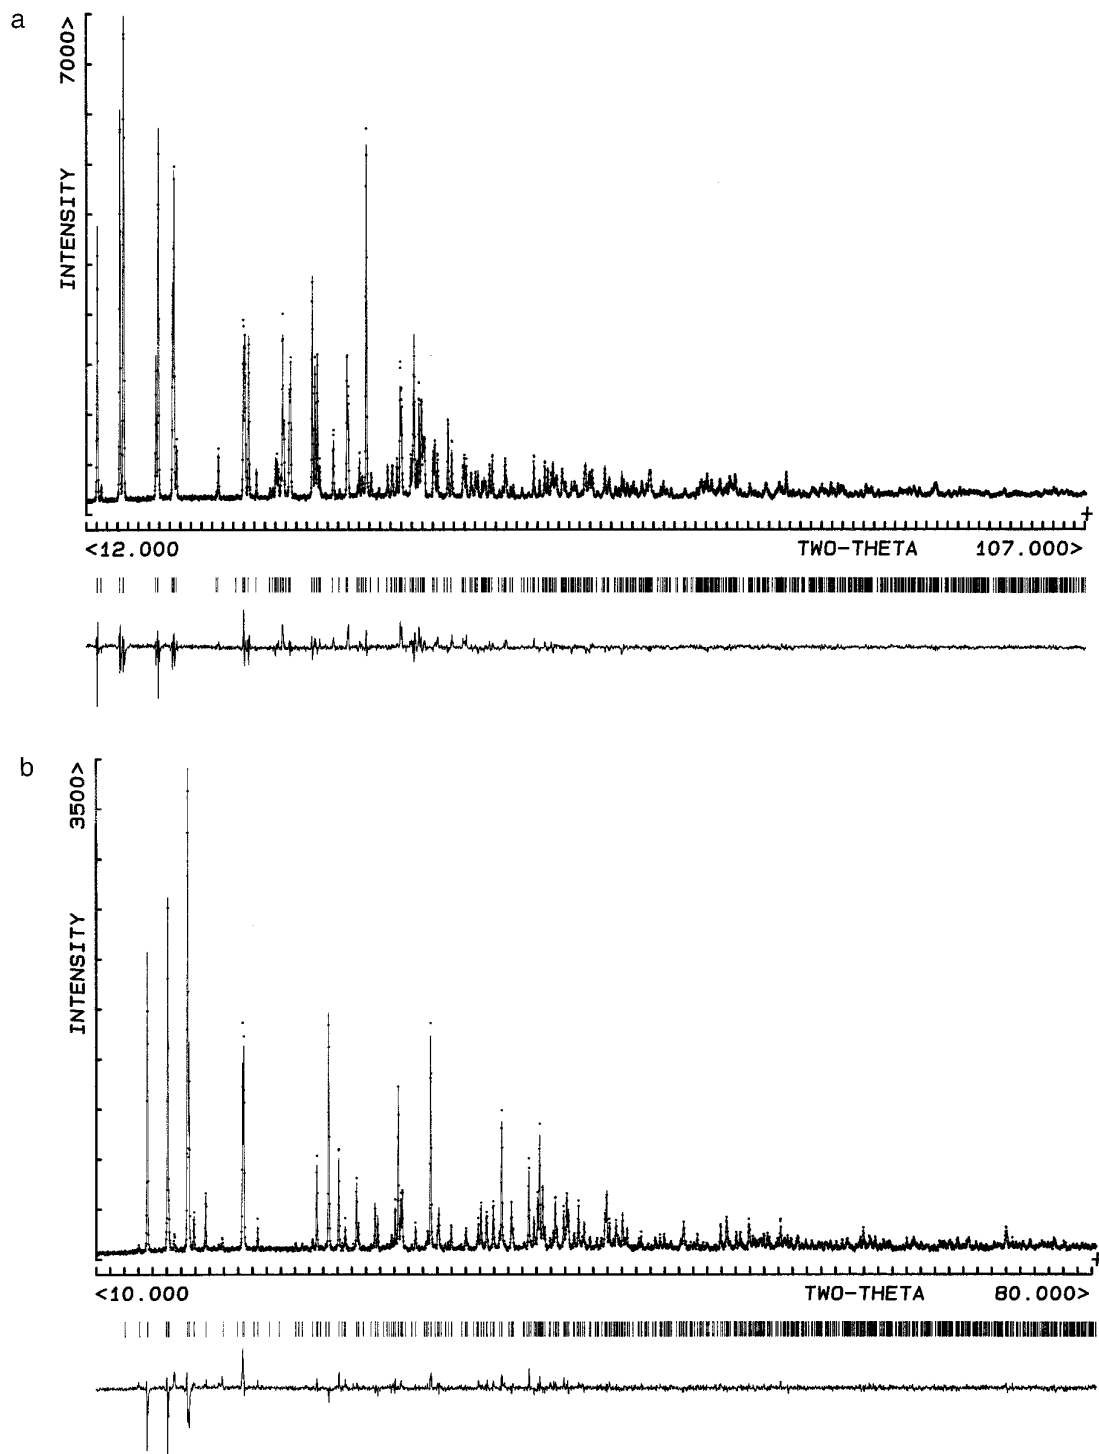 a
7000>
INTENSITY
<12.000 TWO-THETA 107.000>
b
3500>
INTENSITY
<10.000 TWO-THETA 80.000>